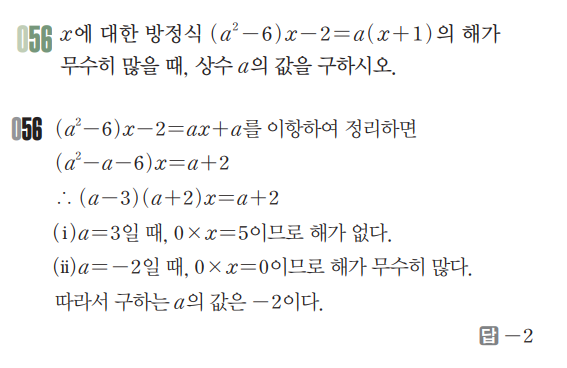 056 x에 대한 방정식 (a²-6)x-2=a(x+1)의 해가
무수히 많을 때, 상수 a의 값을 구하시오.
056 (a²-6)x-2=ax+a를 이항하여 정리하면
(a²-a-6)x=a+2
∴ (a-3)(a+2)x=a+2
(ⅰ)a=3일 때, 0×x=5이므로 해가 없다.
(ⅱ)a=-2일 때, 0×x=0이므로 해가 무수히 많다.
따라서 구하는 a의 값은 -2이다.
답 -2